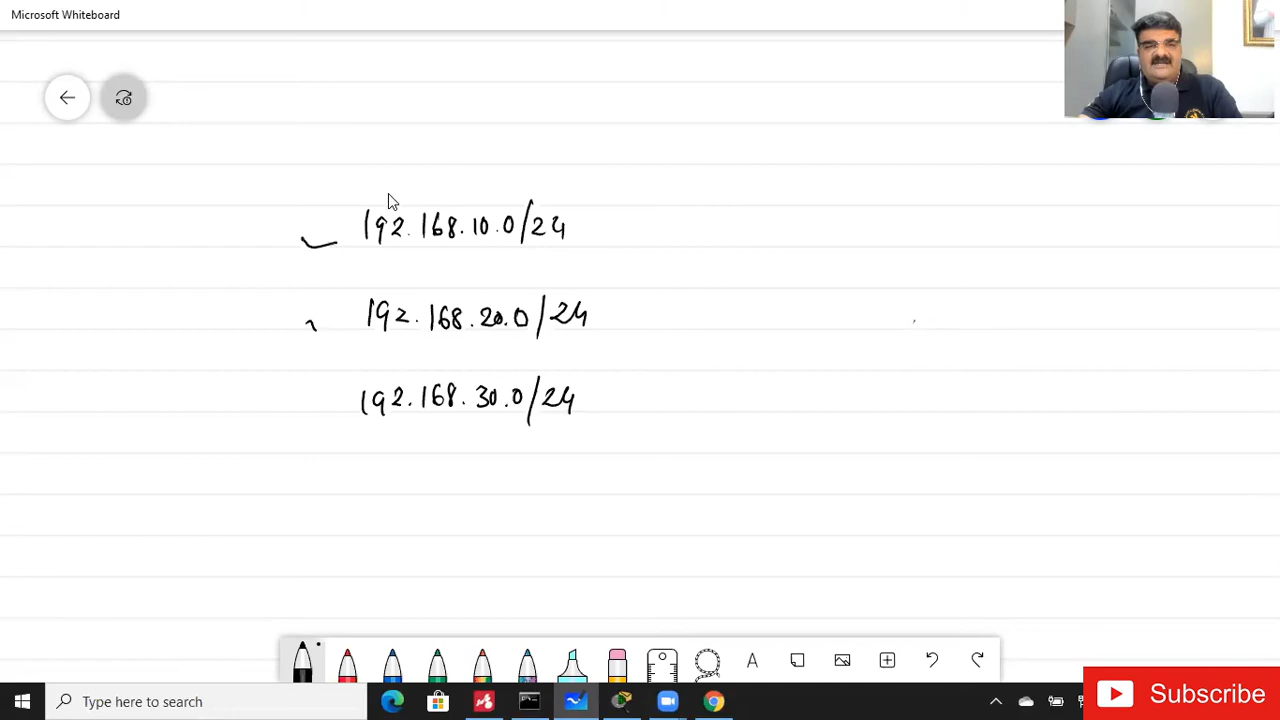 Microsoft Whiteboard
192.168.10.0/24
192.168.20.0/24
192.168.30.0/24
A
Type here to search
Subscribe